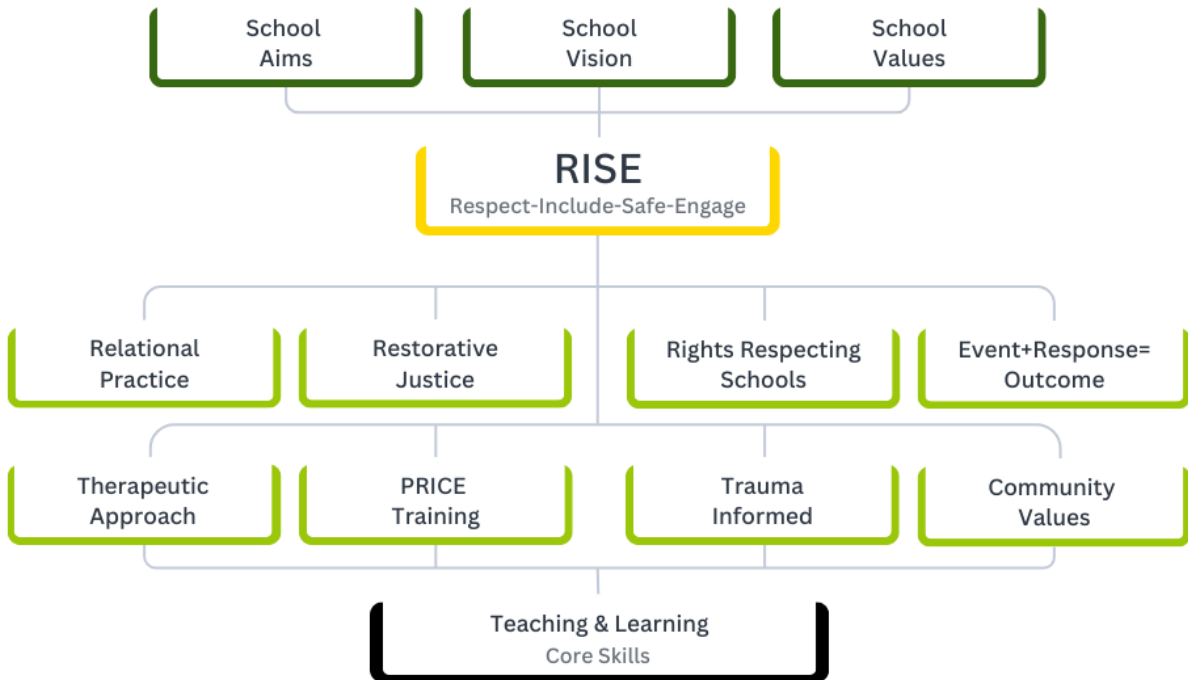 School
Aims
School
Vision
School
Values
RISE
Respect-Include-Safe-Engage
Relational
Practice
Restorative
Justice
Rights Respecting
Schools
Event+Response=
Outcome
Therapeutic
Approach
PRICE
Training
Trauma
Informed
Community
Values
Teaching & Learning
Core Skills